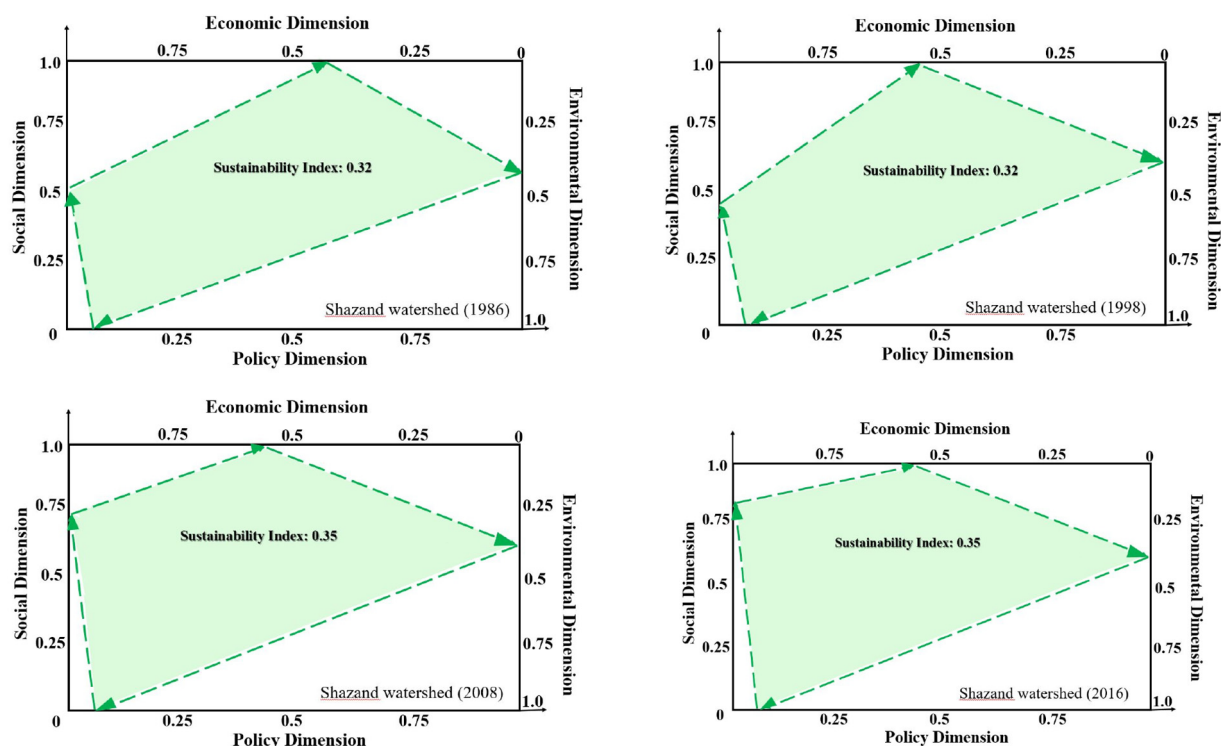 Economic Dimension
0.75 0.5 0.25 0
1.0
0.75
0.5
0.25
0
Social Dimension
0.25
0.5
0.75
1.0
Environmental Dimension
Sustainability Index: 0.32
Shazand watershed (1986)
0.25 0.5 0.75
Policy Dimension
Economic Dimension
0.75 0.5 0.25 0
1.0
0.75
0.5
0.25
0
Social Dimension
0.25
0.5
0.75
1.0
Environmental Dimension
Sustainability Index: 0.32
Shazand watershed (1998)
0.25 0.5 0.75
Policy Dimension
Economic Dimension
0.75 0.5 0.25 0
1.0
0.75
0.5
0.25
0
Social Dimension
0.25
0.5
0.75
1.0
Environmental Dimension
Sustainability Index: 0.35
Shazand watershed (2008)
0.25 0.5 0.75
Policy Dimension
Economic Dimension
0.75 0.5 0.25 0
1.0
0.75
0.5
0.25
0
Social Dimension
0.25
0.5
0.75
1.0
Environmental Dimension
Sustainability Index: 0.35
Shazand watershed (2016)
0.25 0.5 0.75
Policy Dimension